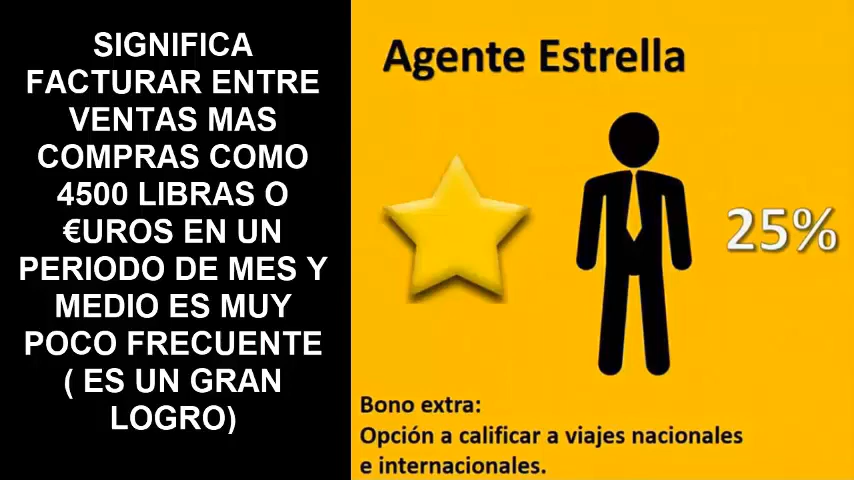 SIGNIFICA
FACTURAR ENTRE
VENTAS MAS
COMPRAS COMO
4500 LIBRAS O
€UROS EN UN
PERIODO DE MES Y
MEDIO ES MUY
POCO FRECUENTE
( ES UN GRAN
LOGRO)
Agente Estrella
25%
Bono extra:
Opción a calificar a viajes nacionales
e internacionales.